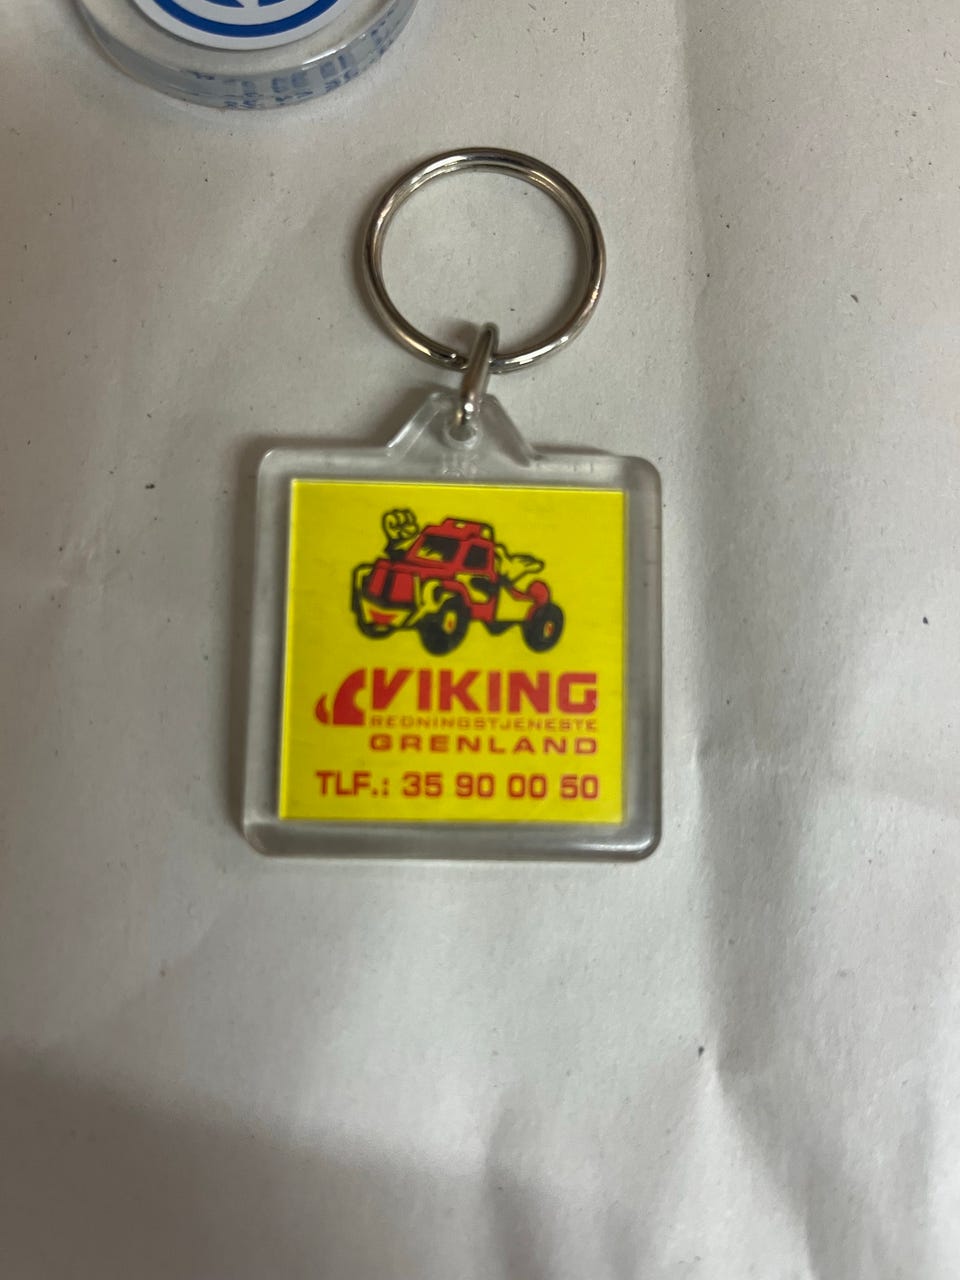 VIKING
REDNINGSTJENESTE
GRENLAND
TLF.: 35 90 00 50